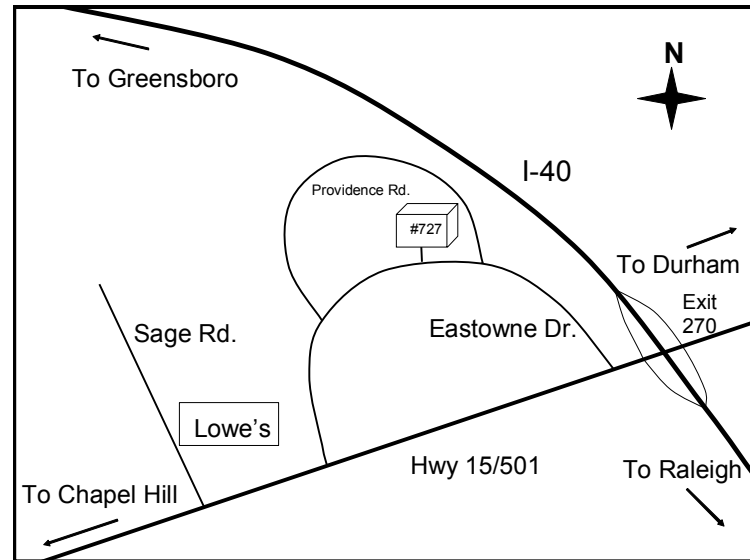 N
To Greensboro
I-40
Providence Rd.
#727
To Durham
Exit
270
Sage Rd.
Eastowne Dr.
Lowe's
Hwy 15/501
To Raleigh
To Chapel Hill